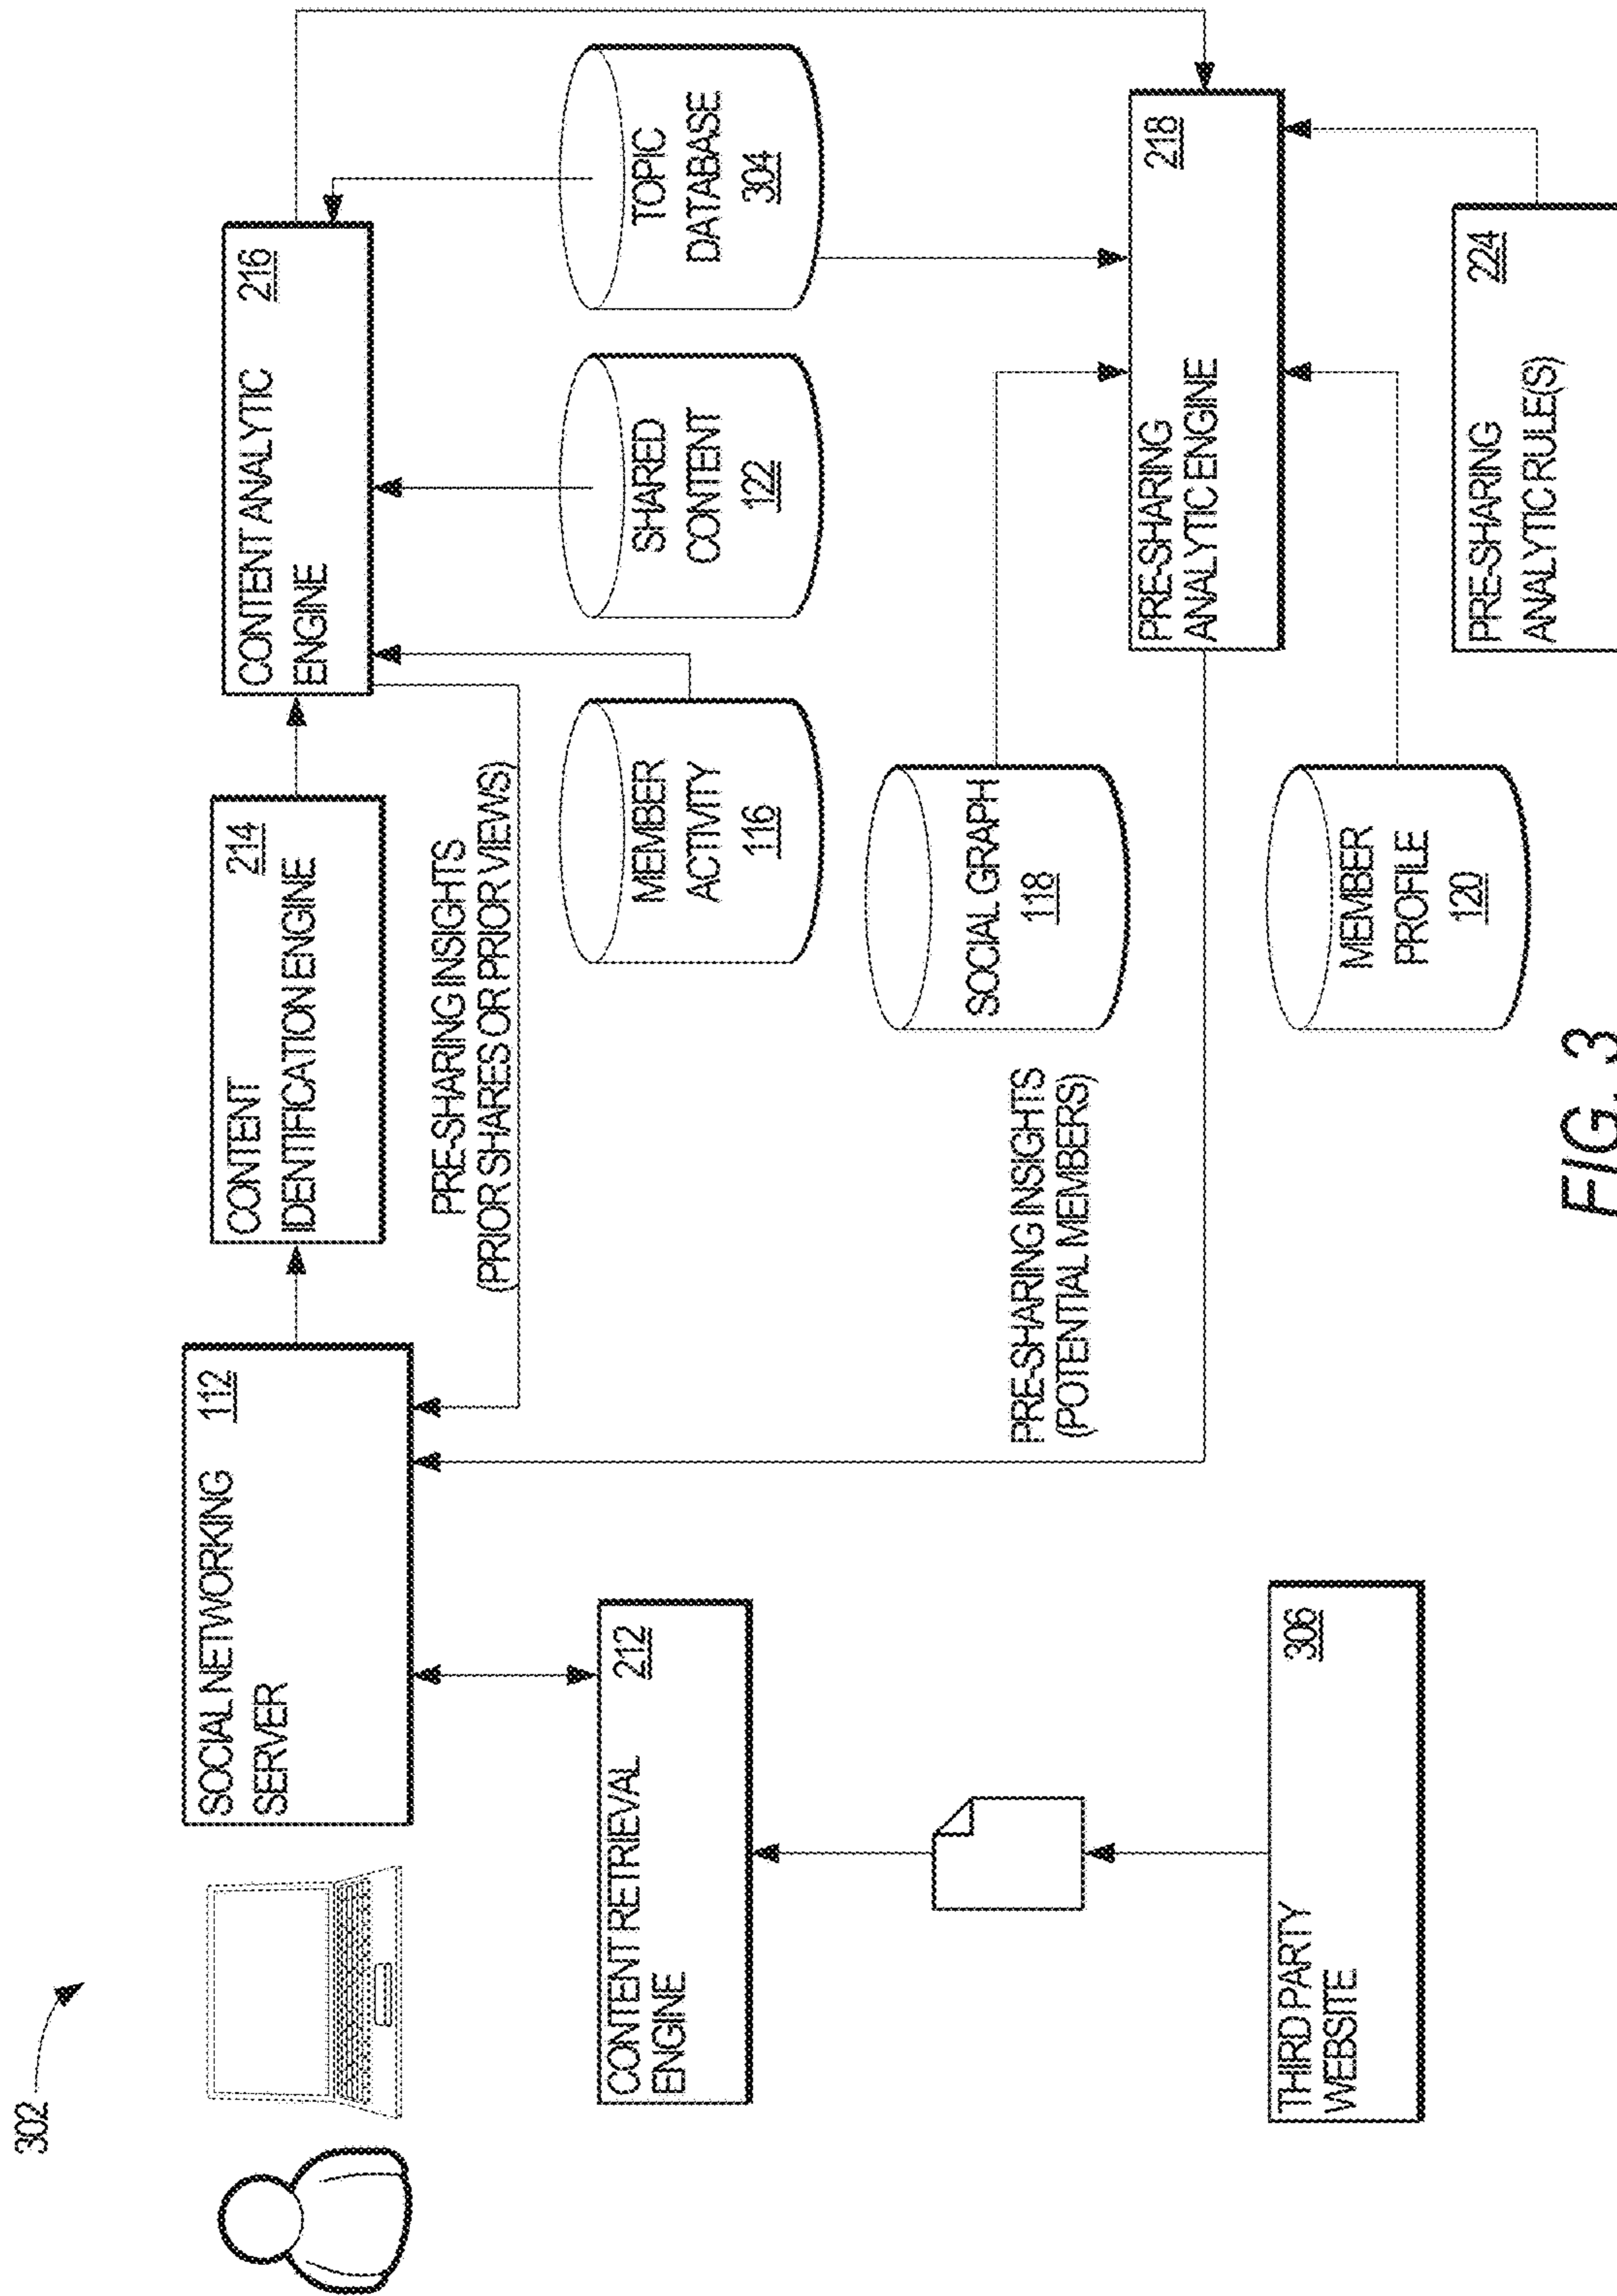 302
SOCIAL NETWORKING 112
SERVER
CONTENT 214
IDENTIFICATION ENGINE
CONTENT ANALYTIC 216
ENGINE
PRE-SHARING INSIGHTS
(PRIOR SHARES OR PRIOR VIEWS)
CONTENT RETRIEVAL 212
ENGINE
MEMBER
ACTIVITY
116
SHARED
CONTENT
122
TOPIC
DATABASE
304
SOCIAL GRAPH
118
PRE-SHARING INSIGHTS
(POTENTIAL MEMBERS)
PRE-SHARING 218
ANALYTIC ENGINE
THIRD PARTY 306
WEBSITE
MEMBER
PROFILE
120
PRE-SHARING 224
ANALYTIC RULE(S)
FIG. 3